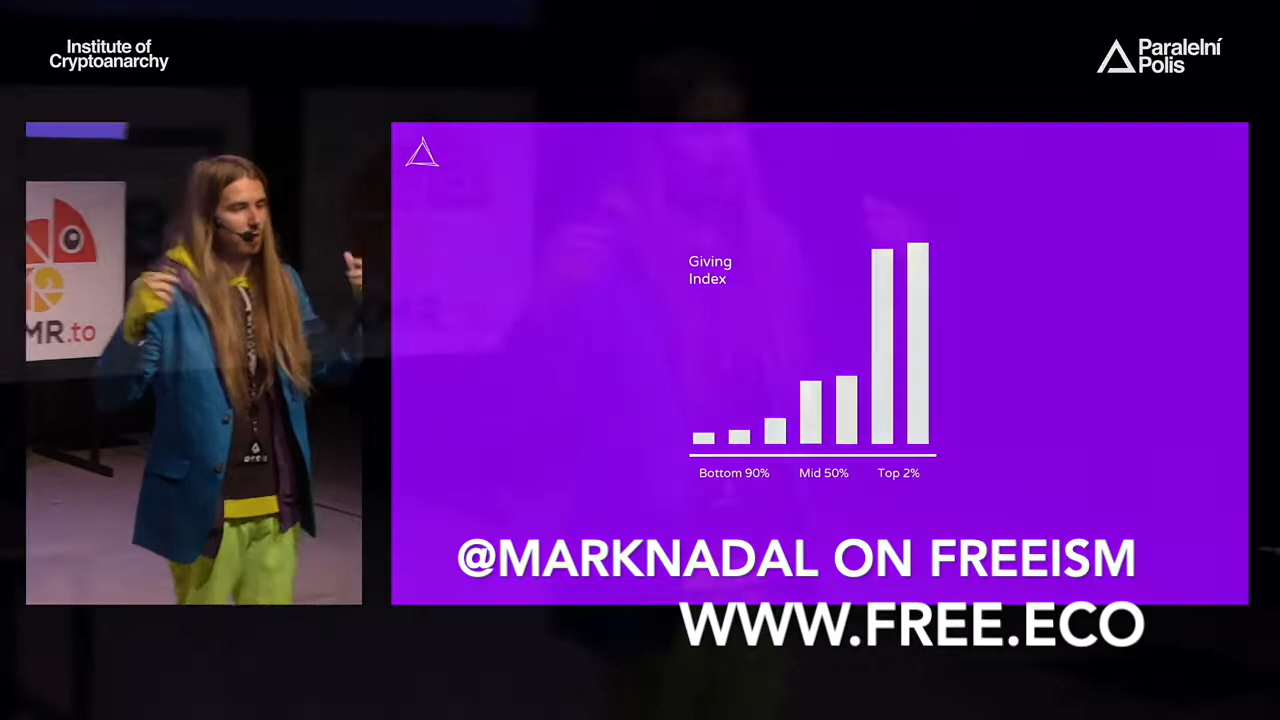 Institute of
Cryptoanarchy
Paralelní
Polis
MR.to
Giving
Index
Bottom 90%
Mid 50%
Top 2%
@MARKNADAL ON FREEISM
WWW.FREE.ECO